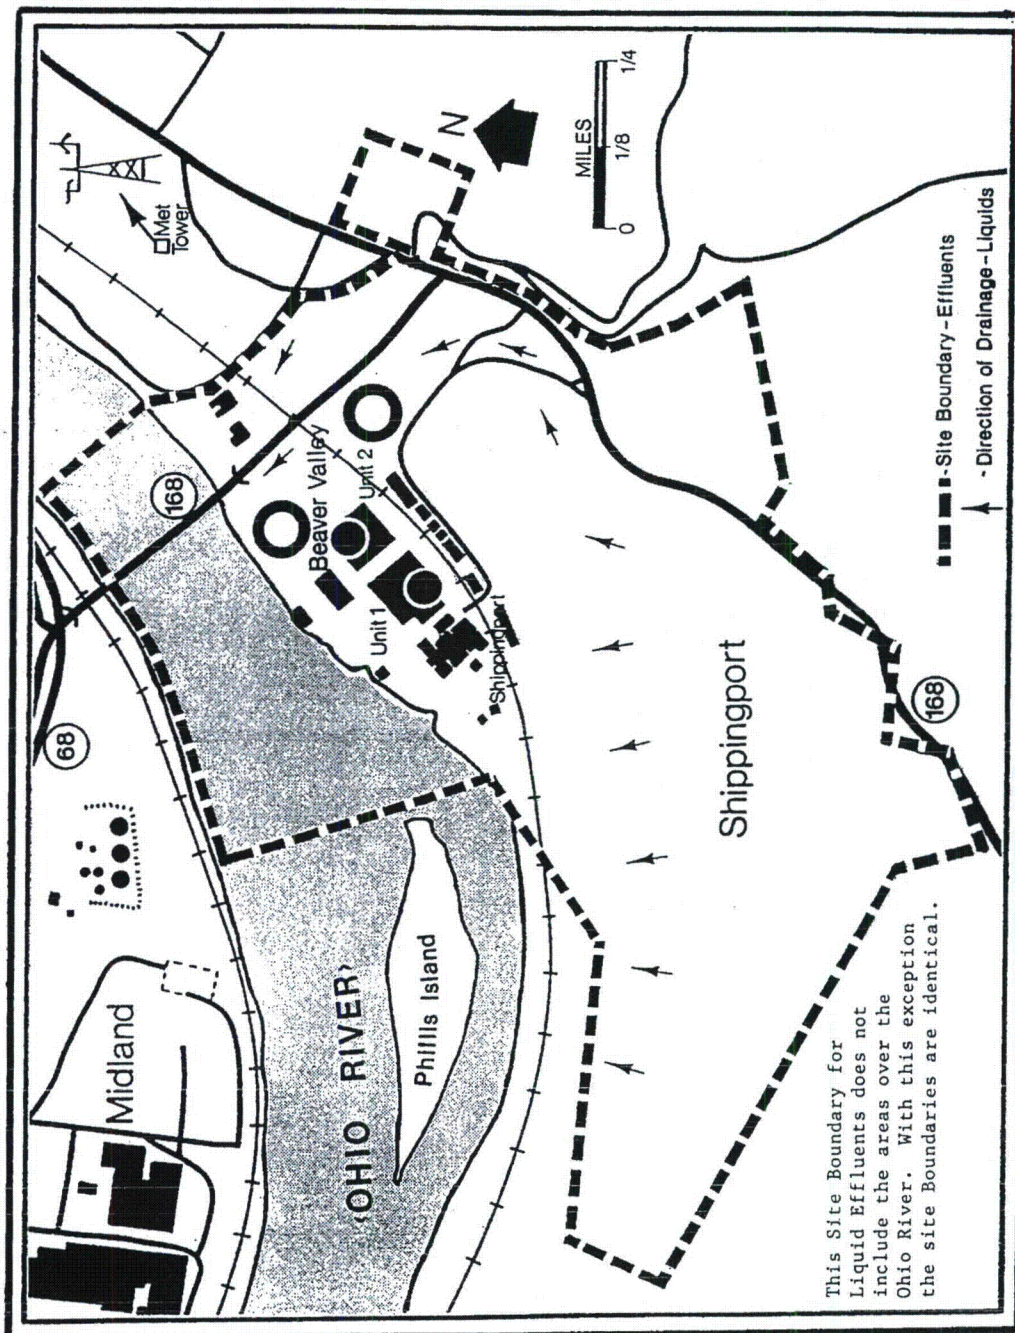 Met
Tower
N
MILES
0
1/8
1/4
168
Beaver Valley
Unit 2
Unit 1
Shippingport
68
Midland
‹OHIO RIVER›
Phillis Island
Shippingport
168
- Site Boundary - Effluents
- Direction of Drainage - Liquids
This Site Boundary for
Liquid Effluents does not
include the areas over the
Ohio River. With this exception
the site Boundaries are identical.